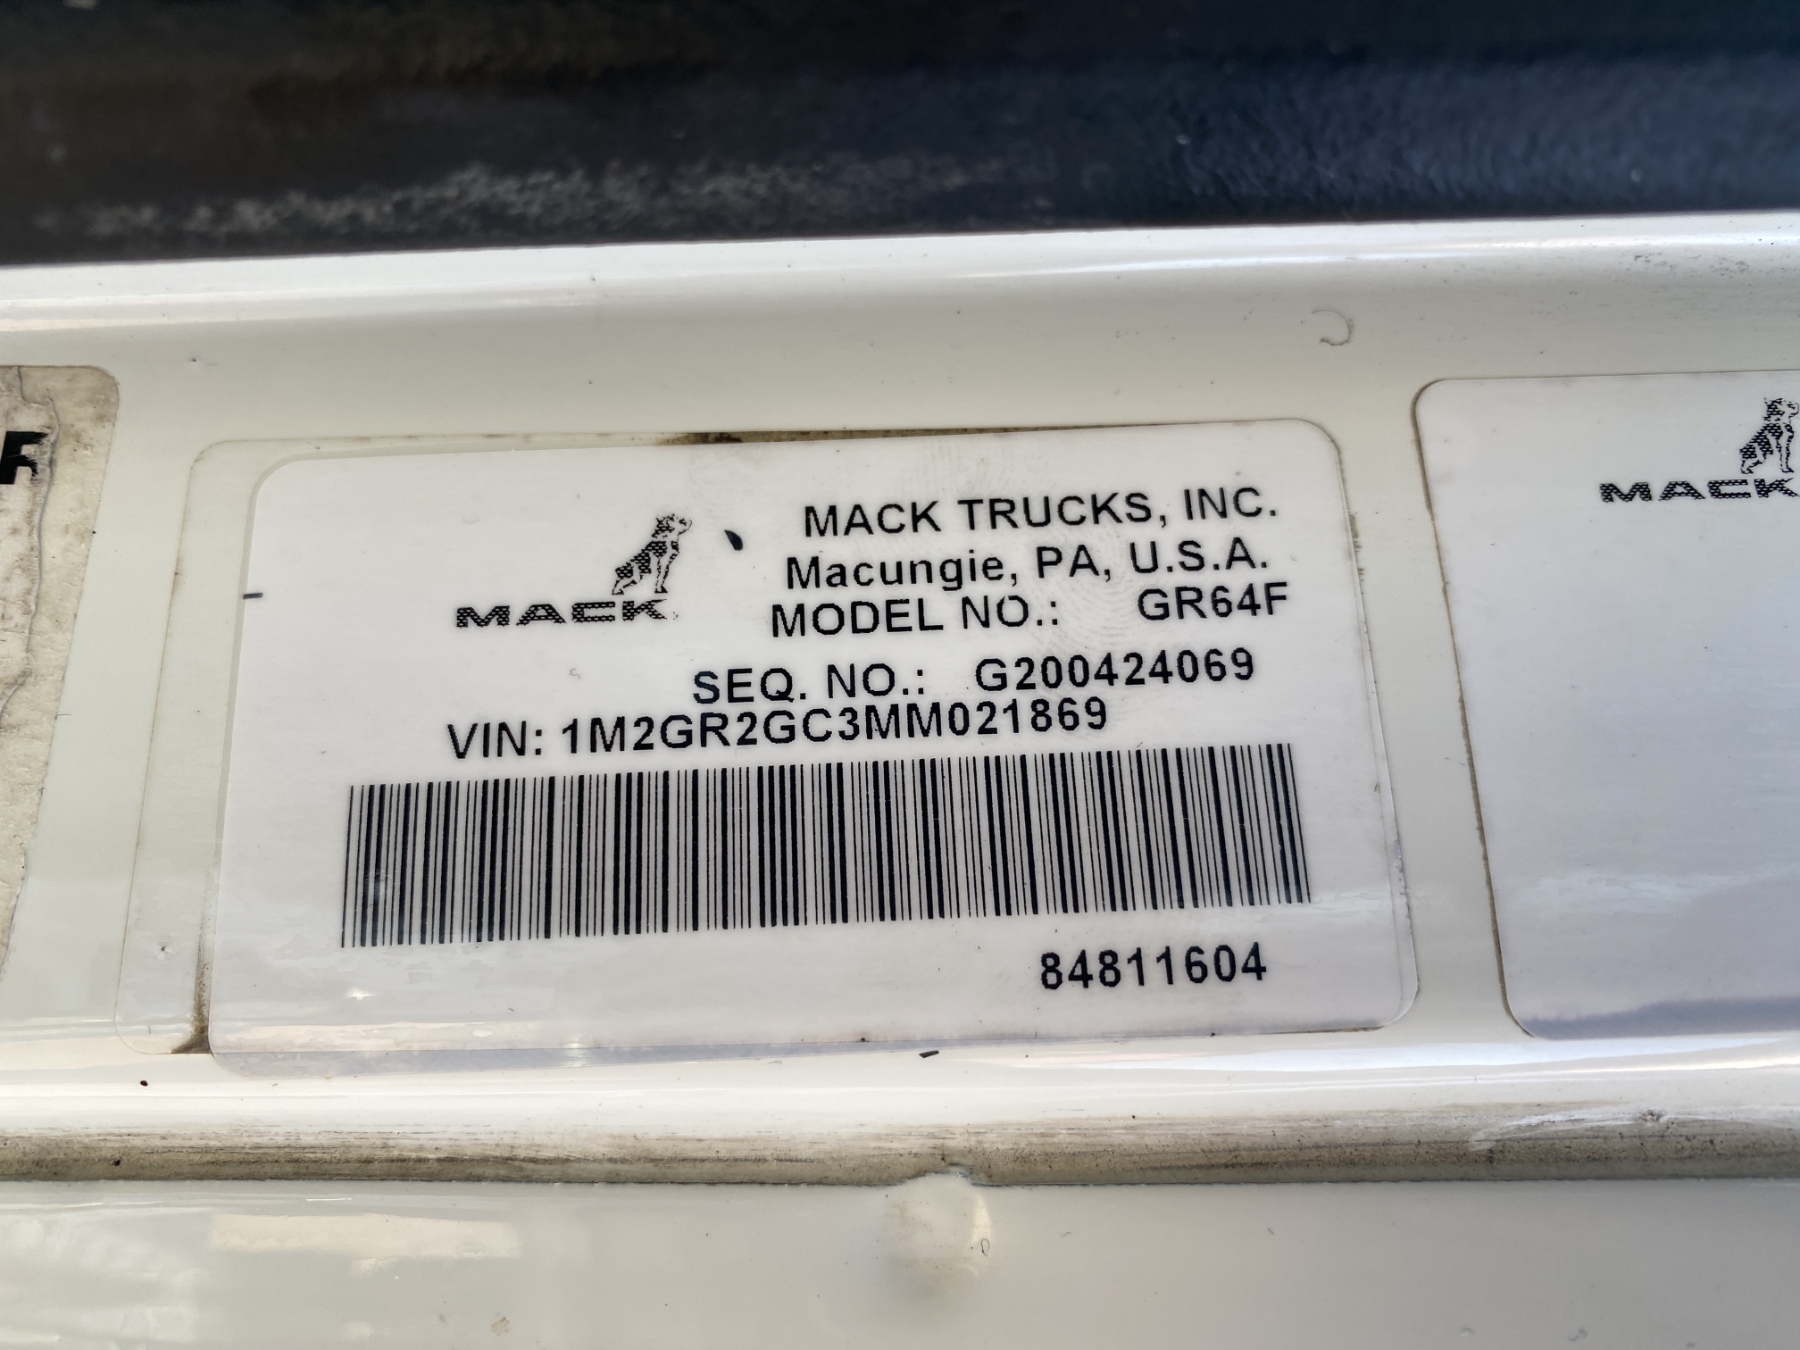 F
MACK
MACK TRUCKS, INC.
Macungie, PA, U.S.A.
MODEL NO.: GR64F
SEQ. NO.: G200424069
VIN: 1M2GR2GC3MM021869
84811604
MACK